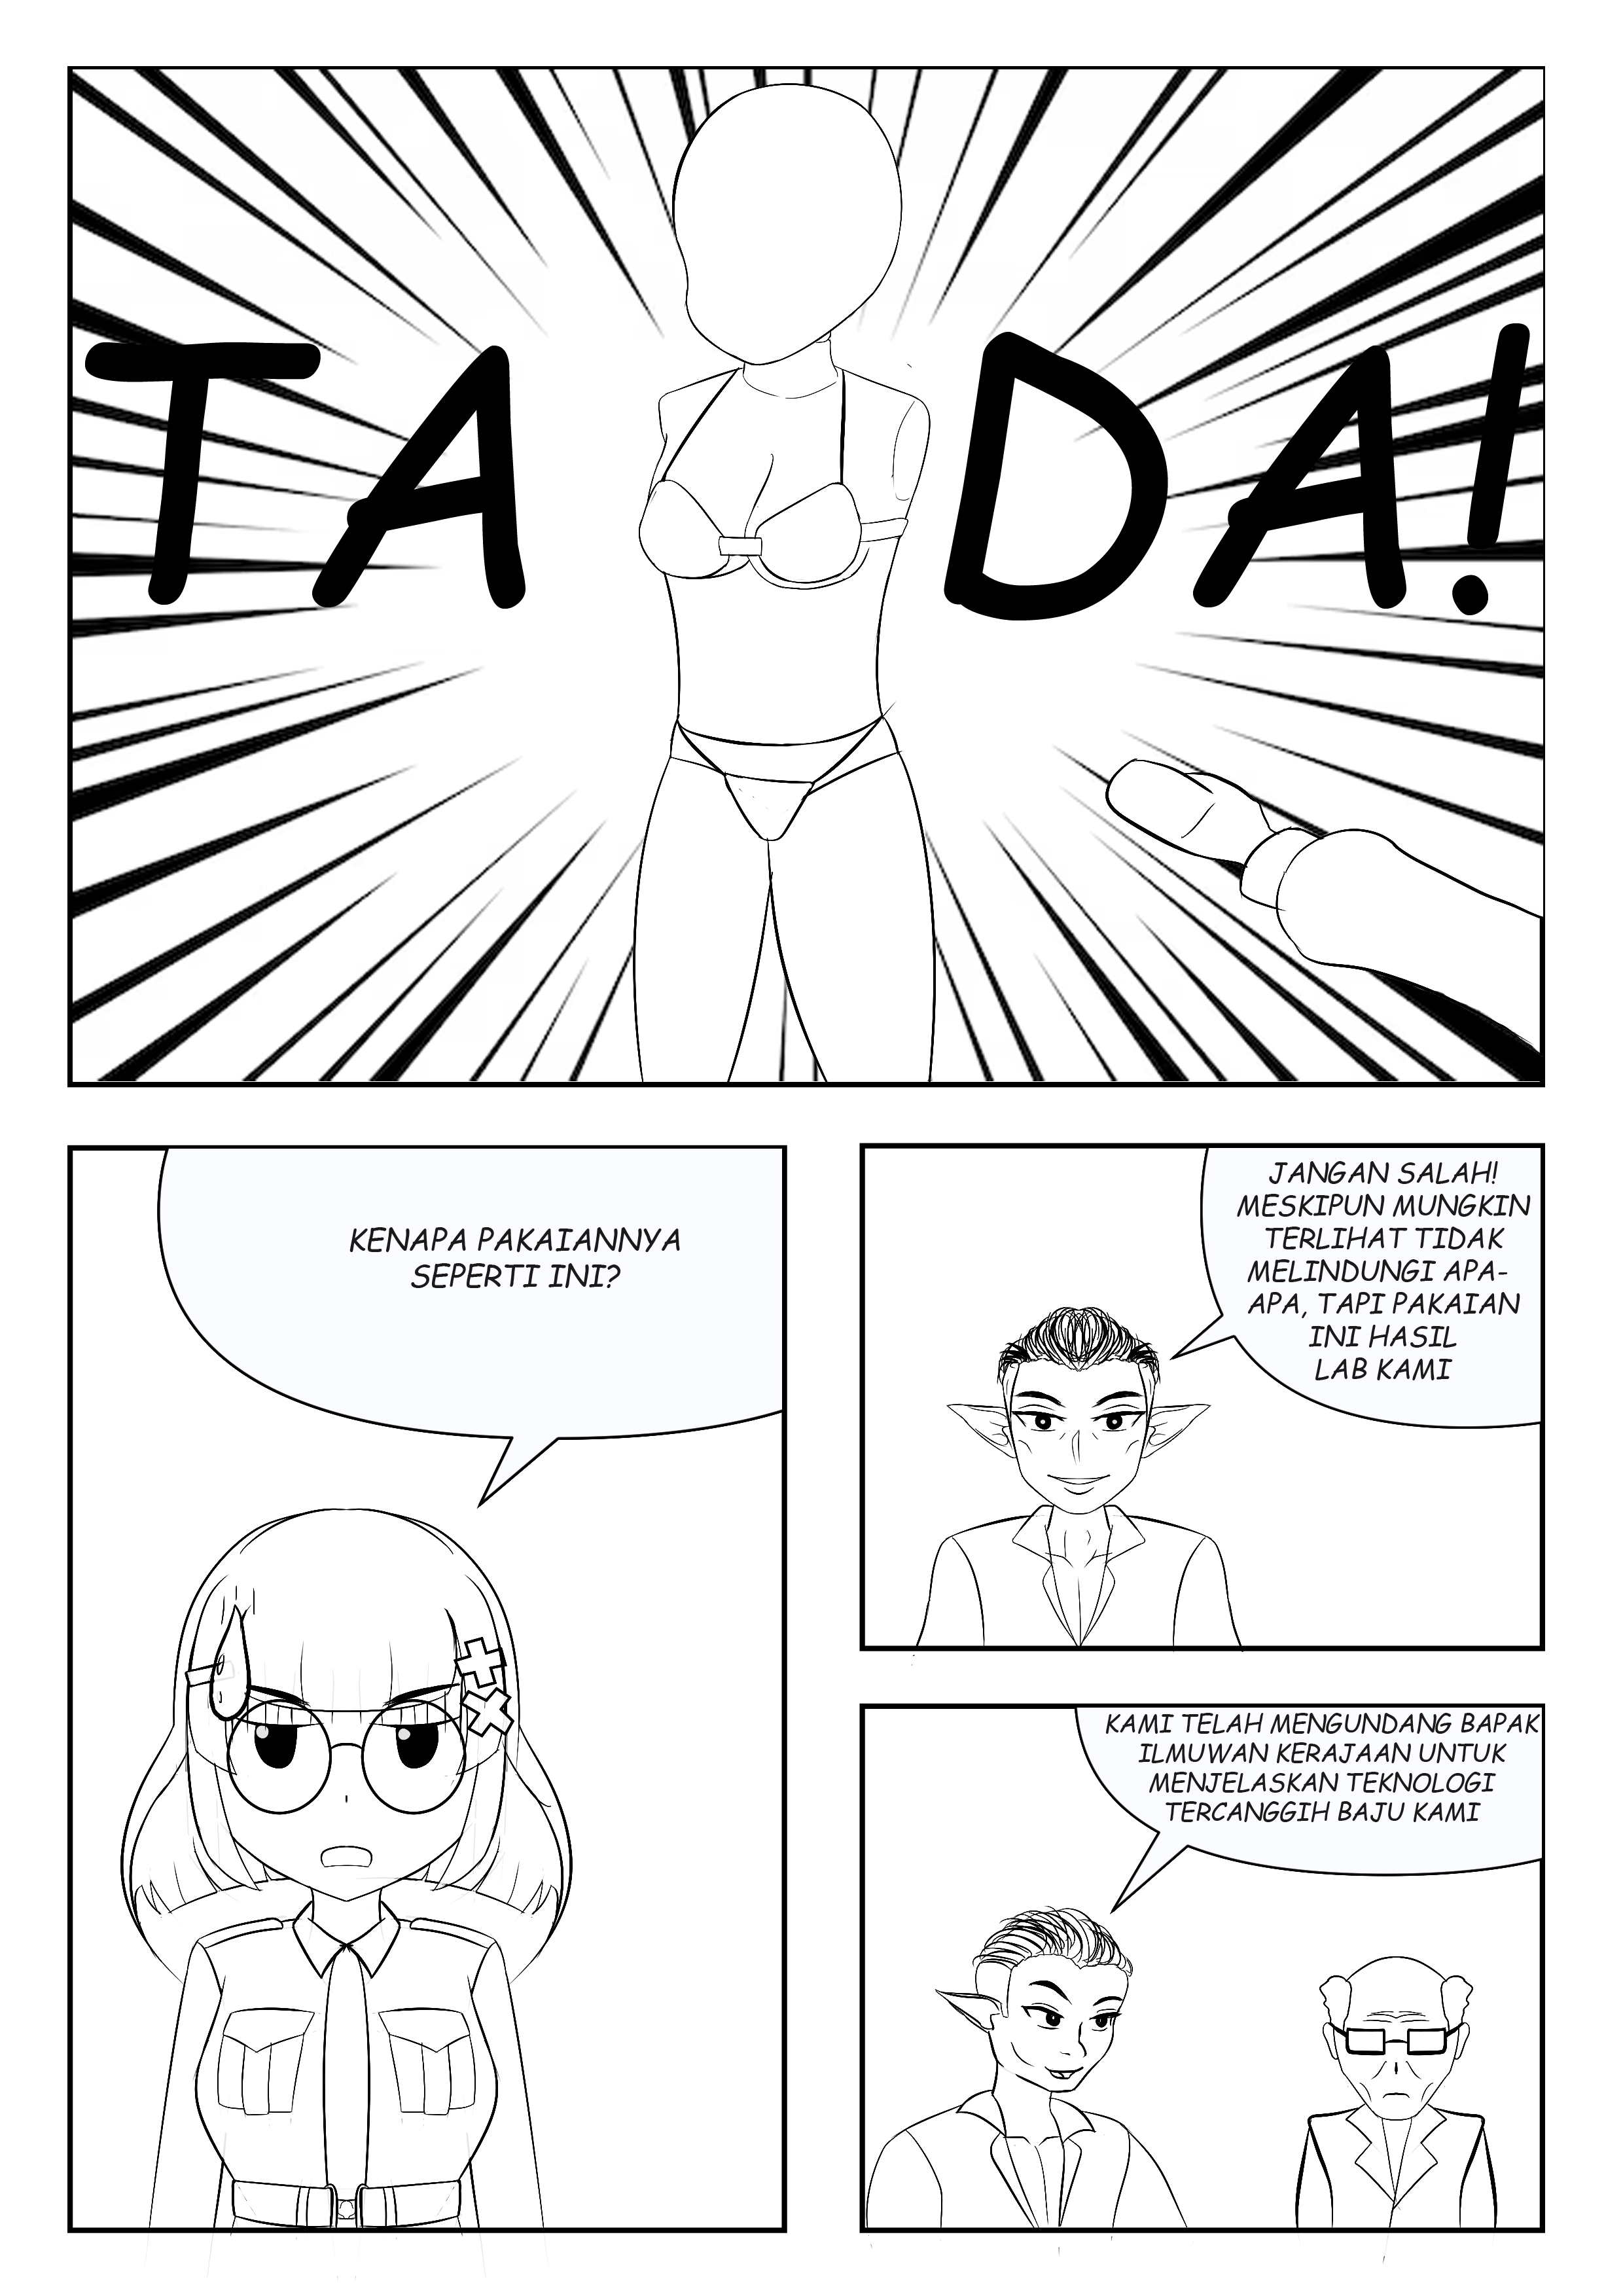 TA DA!
KENAPA PAKAIANNYA
SEPERTI INI?
JANGAN SALAH!
MESKIPUN MUNGKIN
TERLIHAT TIDAK
MELINDUNGI APA-
APA, TAPI PAKAIAN
INI HASIL
LAB KAMI
KAMI TELAH MENGUNDANG BAPAK
ILMUWAN KERAJAAN UNTUK
MENJELASKAN TEKNOLOGI
TERCANGGIH BAJU KAMI